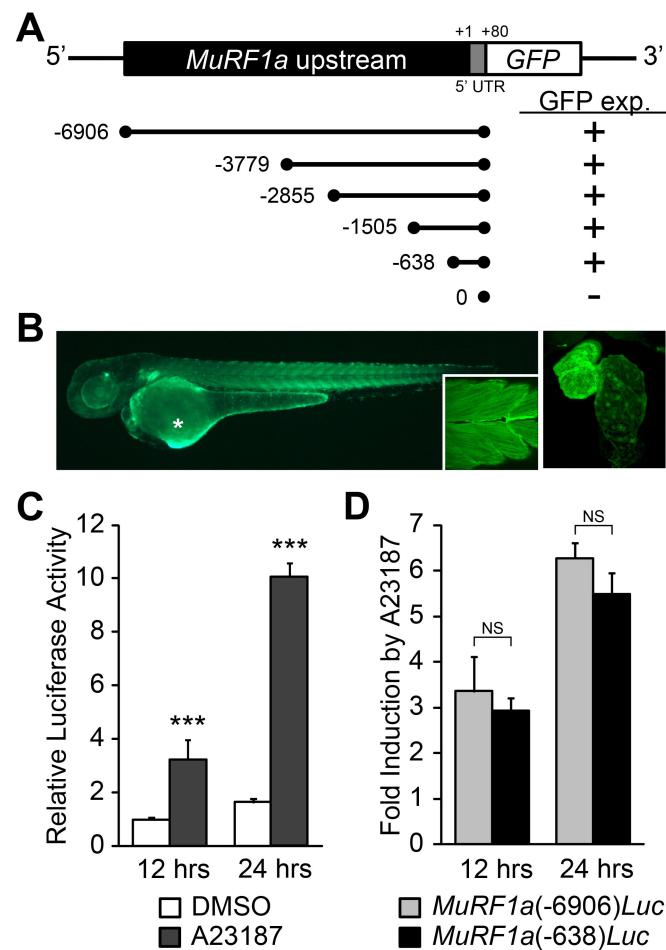 A
+1 +80
5’ MuRF1a upstream GFP 3’
5’ UTR
GFP exp.
-6906 +
-3779 +
-2855 +
-1505 +
-638 +
0 -
B
*
C
Relative Luciferase Activity
12
10
8
6
4
2
0
***
***
12 hrs 24 hrs
DMSO
A23187
D
Fold Induction by A23187
7
6
5
4
3
2
1
0
NS
NS
12 hrs 24 hrs
MuRF1a(-6906)Luc
MuRF1a(-638)Luc